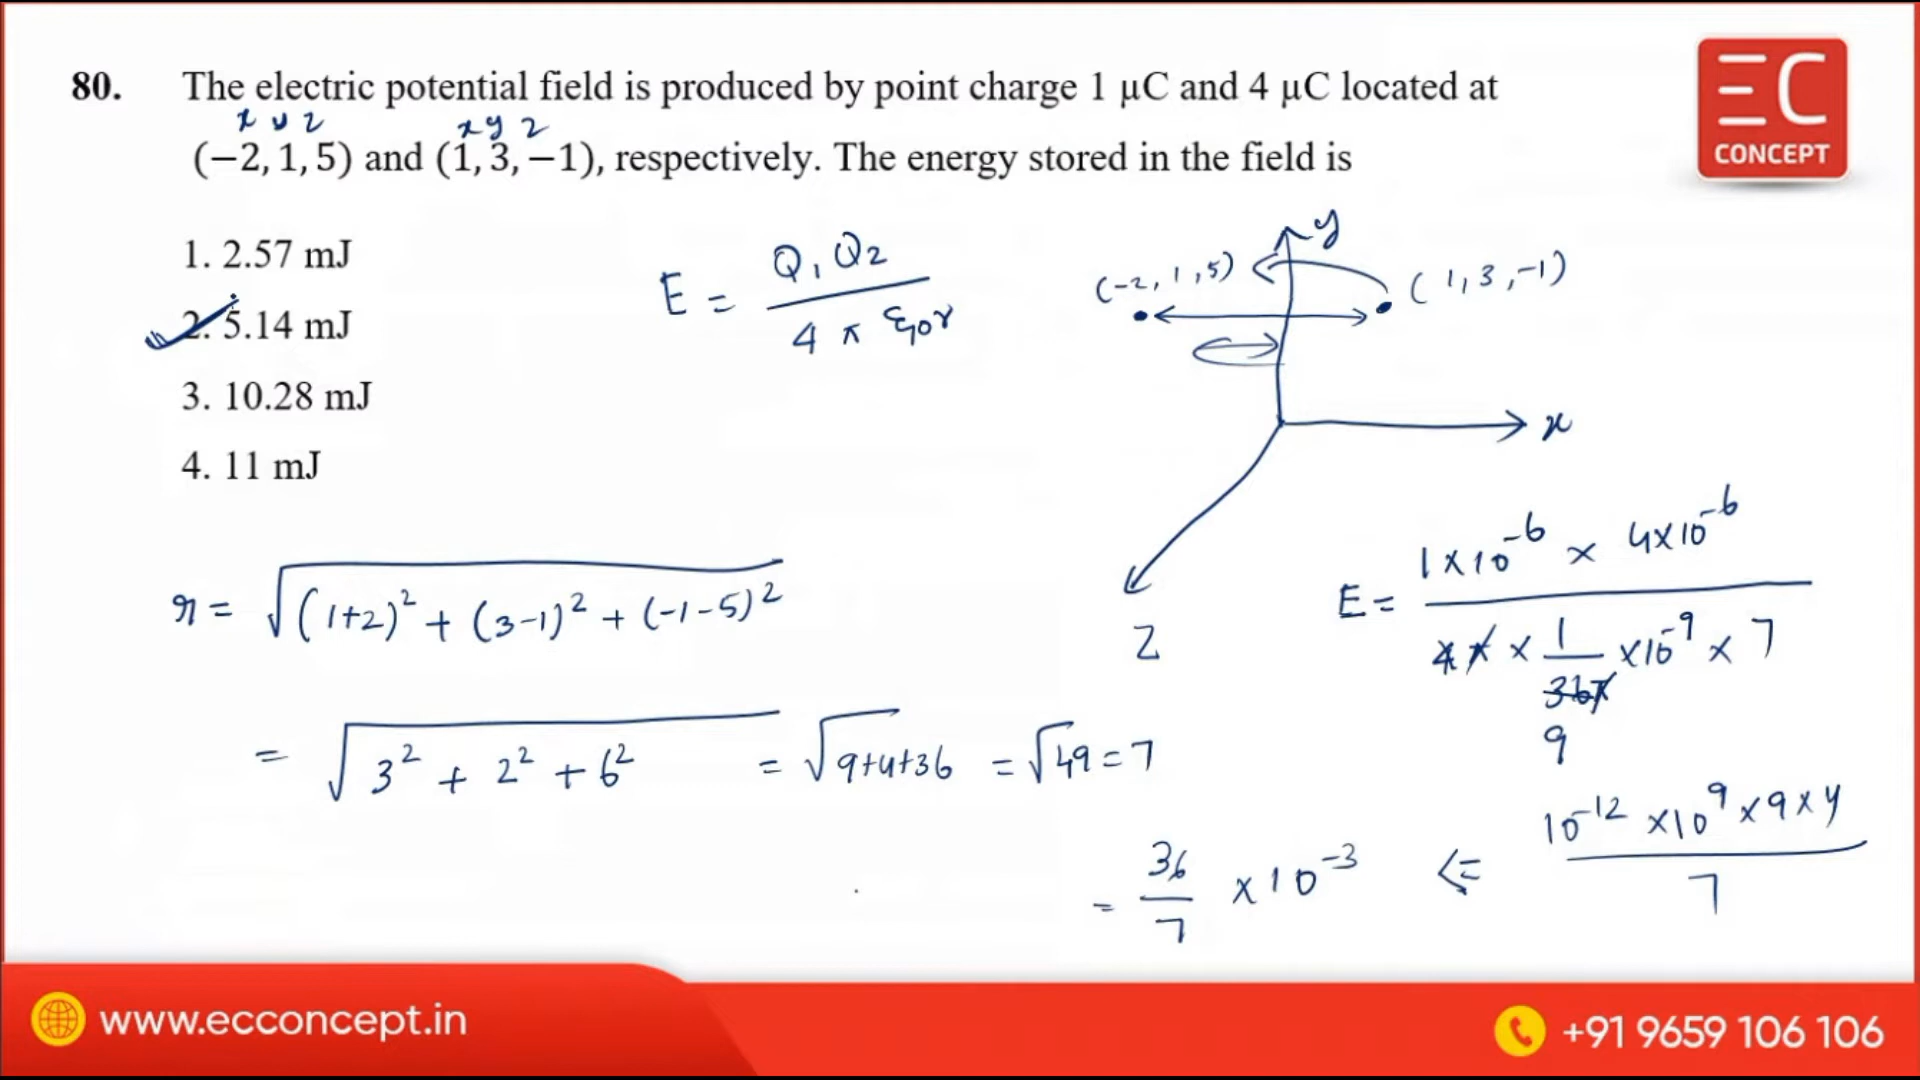 80. The electric potential field is produced by point charge 1 µC and 4 µC located at
x y z x y z
(−2, 1, 5) and (1, 3, −1), respectively. The energy stored in the field is
EC
CONCEPT
1. 2.57 mJ
2. 5.14 mJ
3. 10.28 mJ
4. 11 mJ
E = Q1 Q2 / 4 π ε0 r
y
(-2, 1, 5) (1, 3, -1)
x
z
r = √((1+2)² + (3-1)² + (-1-5)²)
= √(3² + 2² + 6²) = √(9+4+36) = √49 = 7
E = 1×10⁻⁶ × 4×10⁻⁶ / 4π × 1/36π × 10⁻⁹ × 7
9
= 36/7 × 10⁻³ <= 10⁻¹² × 10⁹ × 9 × 4 / 7
www.ecconcept.in
+91 9659 106 106